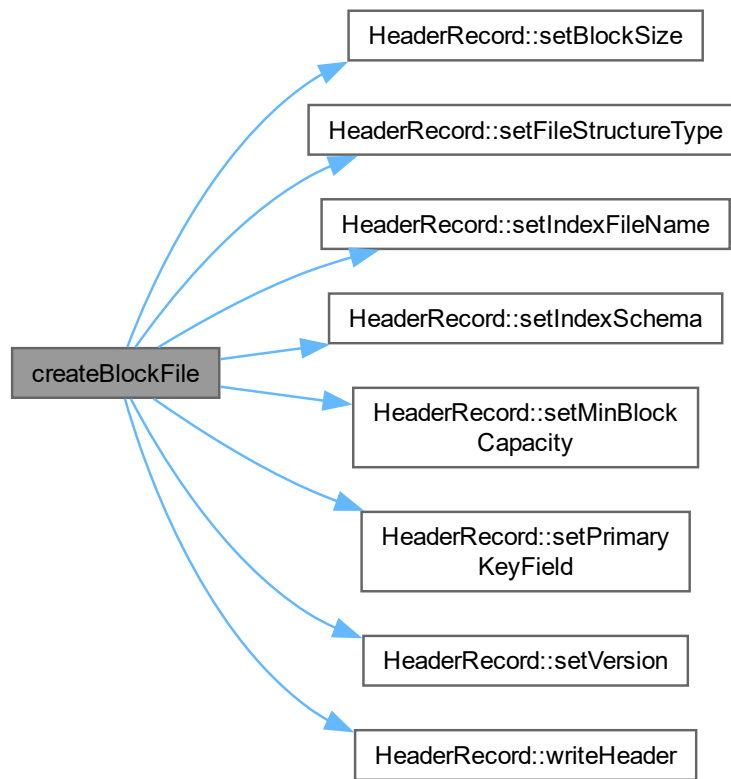 HeaderRecord::setBlockSize
HeaderRecord::setFileStructureType
HeaderRecord::setIndexFileName
HeaderRecord::setIndexSchema
createBlockFile
HeaderRecord::setMinBlock
Capacity
HeaderRecord::setPrimary
KeyField
HeaderRecord::setVersion
HeaderRecord::writeHeader